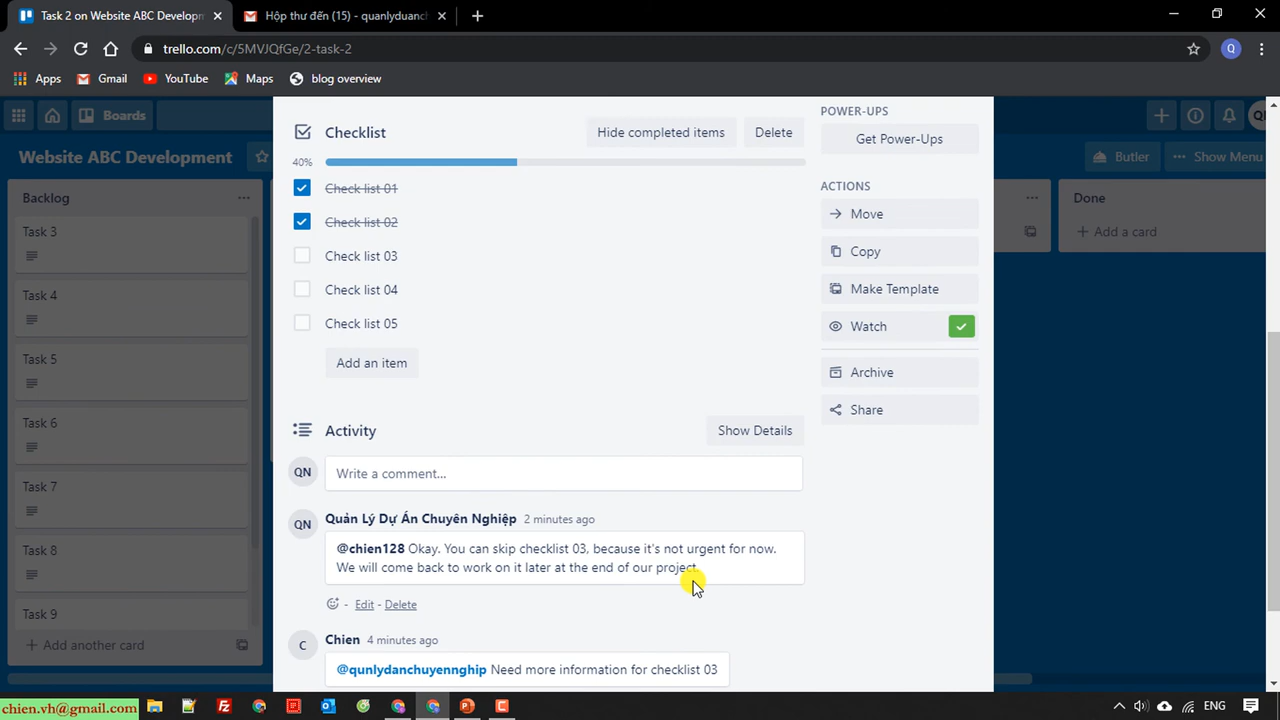 Task 2 on Website ABC Developm
Hộp thư đến (15) - quanlyduanch
trello.com/c/5MVJQfGe/2-task-2
Q
Apps
Gmail
YouTube
Maps
blog overview
Boards
Website ABC Development
Butler
Show Menu
Backlog
Task 3
Task 4
Task 5
Task 6
Task 7
Task 8
Task 9
Add another card
Checklist
Hide completed items
Delete
40%
Check list 01
Check list 02
Check list 03
Check list 04
Check list 05
Add an item
Activity
Show Details
QN
Write a comment...
QN
Quản Lý Dự Án Chuyên Nghiệp 2 minutes ago
@chien128 Okay. You can skip checklist 03, because it's not urgent for now.
We will come back to work on it later at the end of our project.
- Edit - Delete
C
Chien 4 minutes ago
@qunlydanchuyennghip Need more information for checklist 03
POWER-UPS
Get Power-Ups
ACTIONS
Move
Copy
Make Template
Watch
Archive
Share
Done
Add a card
chien.vh@gmail.com
ENG